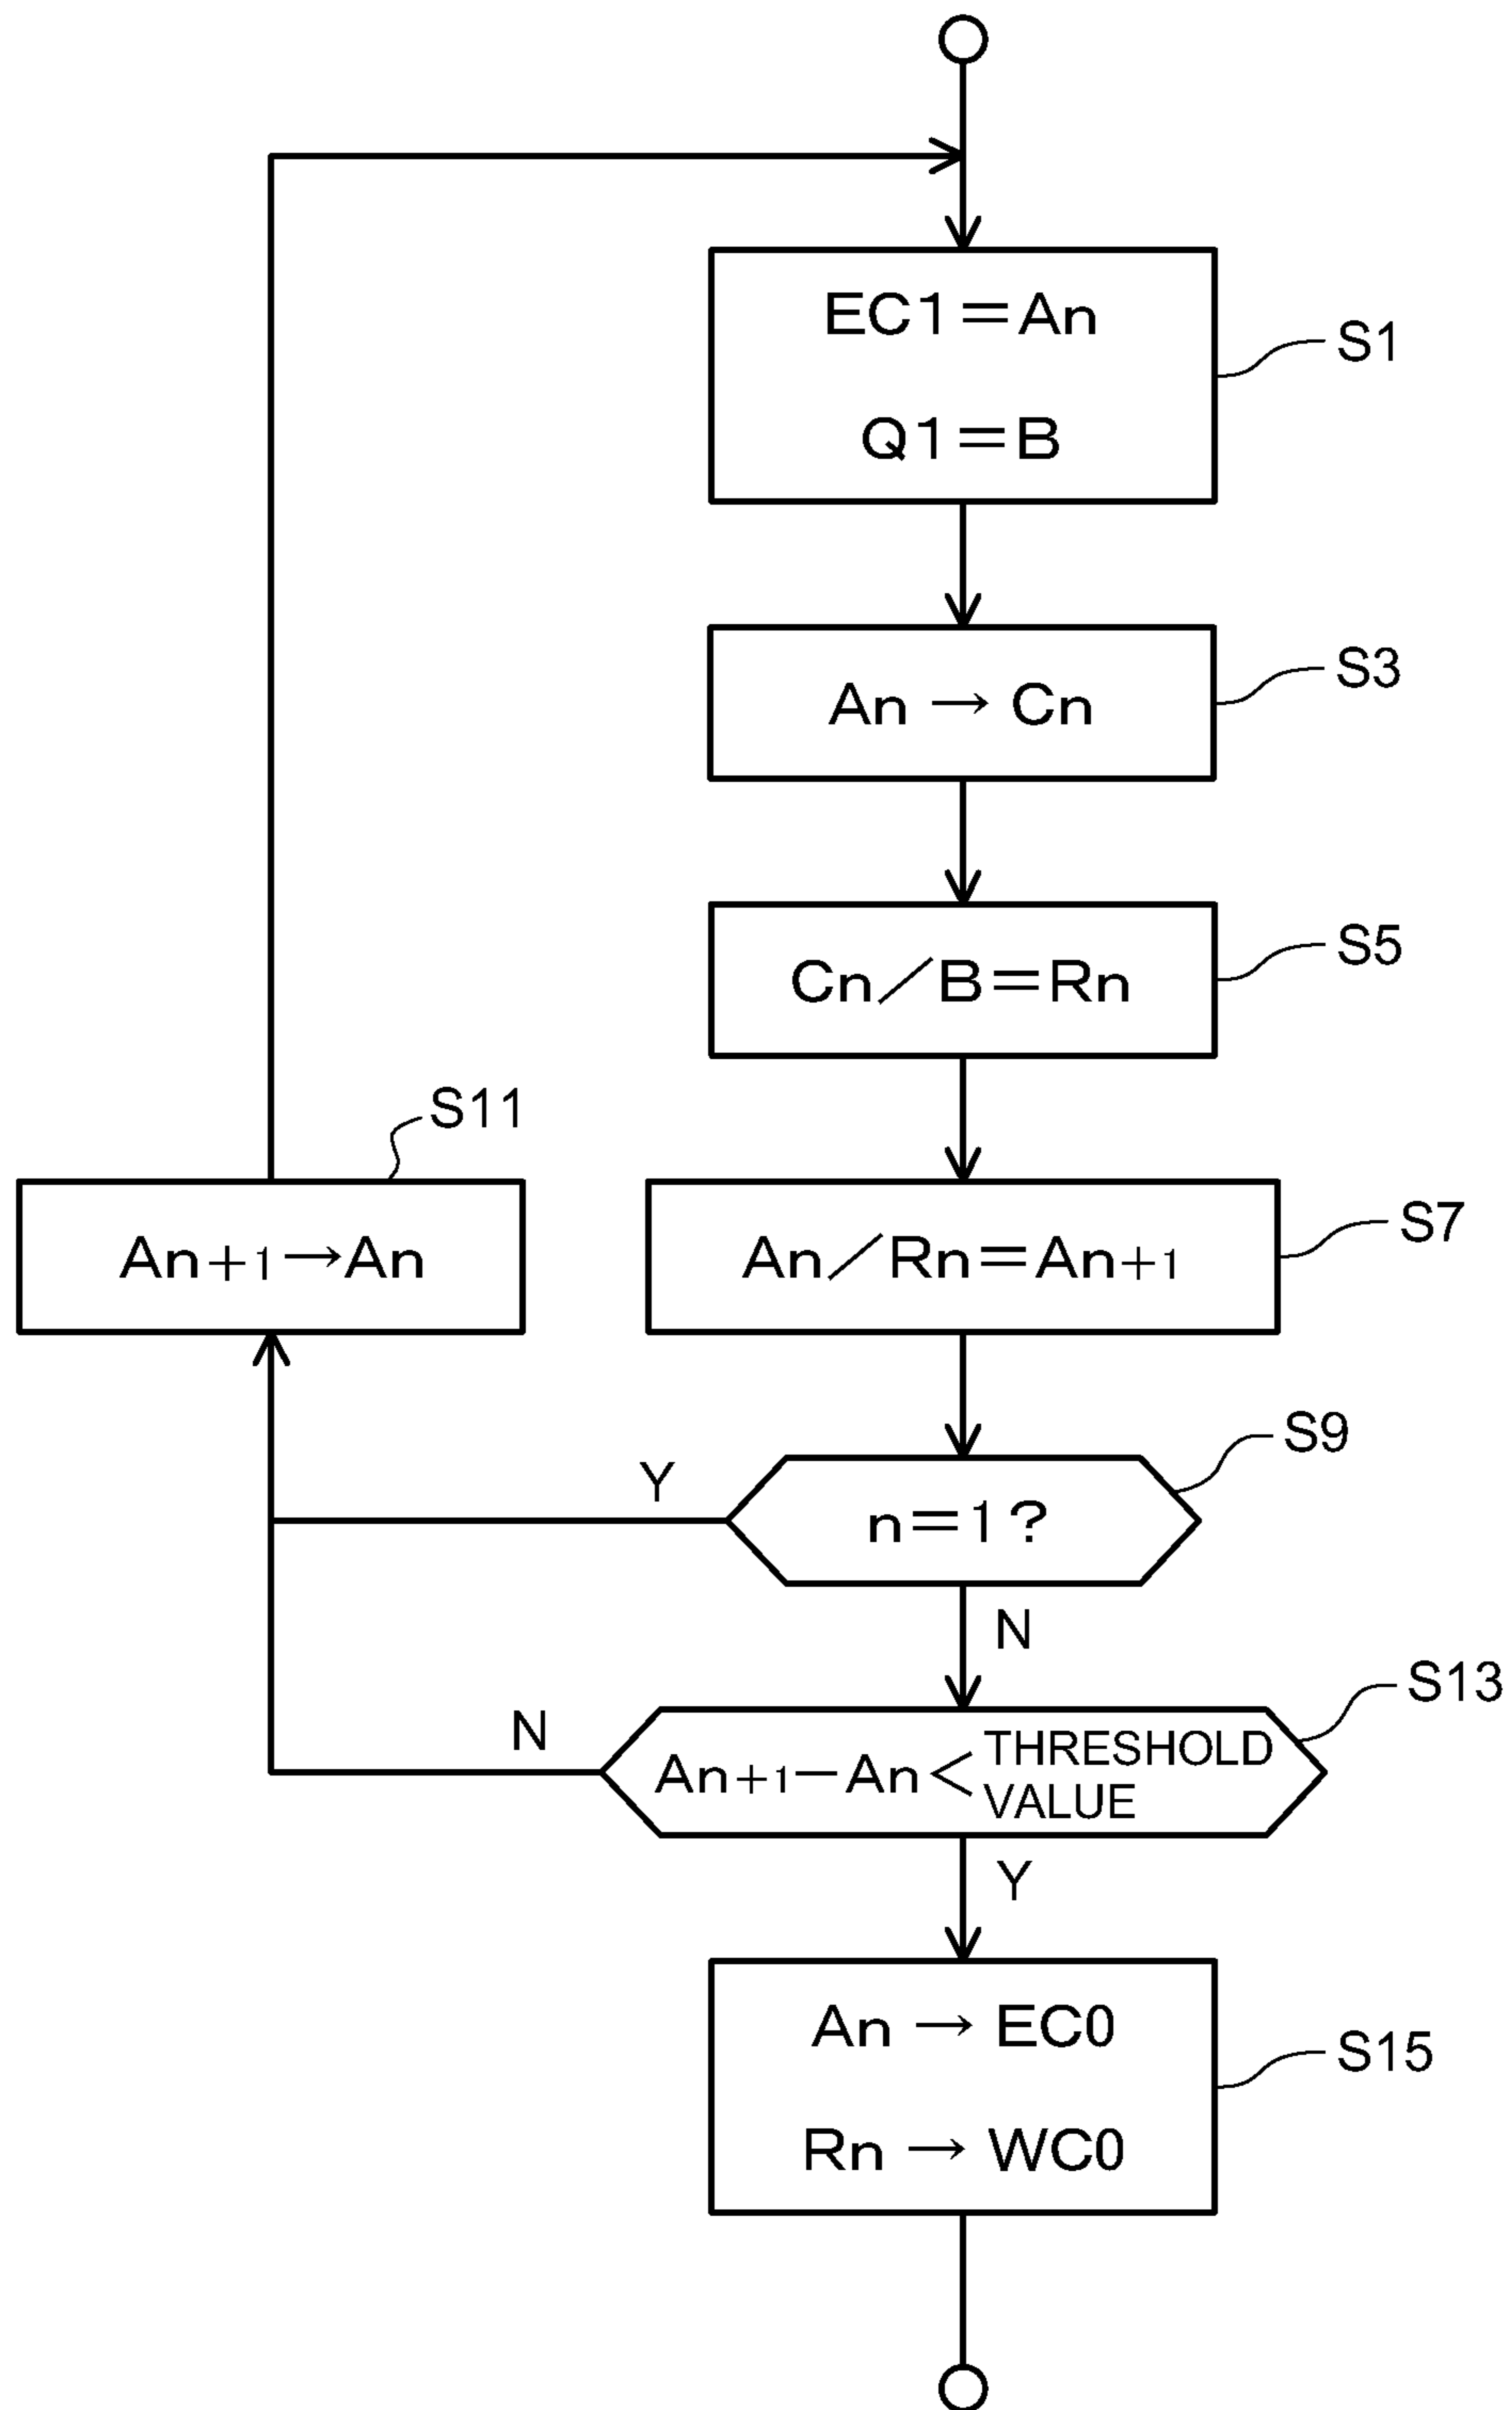 EC1=An
Q1=B
S1
An → Cn
S3
Cn/B=Rn
S5
S11
An+1→An
An/Rn=An+1
S7
S9
Y
n=1?
N
S13
N
An+1−An< THRESHOLD
VALUE
Y
An → EC0
S15
Rn → WC0